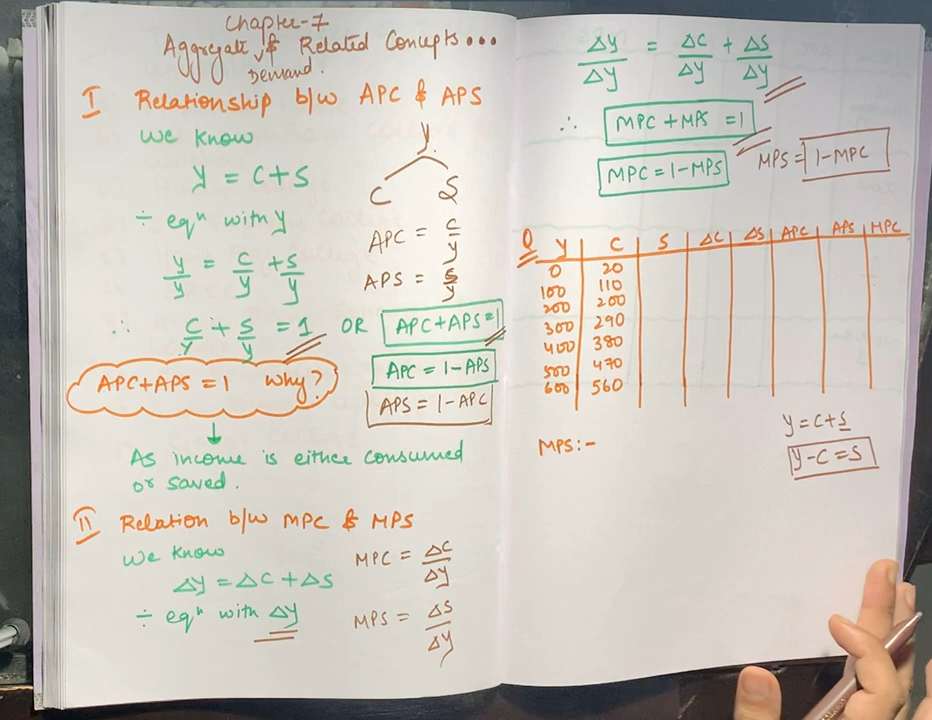 Chapter-7
Aggregate & Related Concepts...
Demand.
I Relationship b/w APC & APS
We know
y = C+S
÷ eqⁿ with y
y/y = C/y + S/y
∴ C/y + S/y = 1 OR APC+APS=1
APC+APS=1 why?
As income is either consumed
or saved.
y
C S
APC = C/y
APS = S/y
APC = 1-APS
APS = 1-APC
II Relation b/w MPC & MPS
We know
Δy = ΔC + ΔS
÷ eqⁿ with Δy
MPC = ΔC/Δy
MPS = ΔS/Δy
Δy/Δy = ΔC/Δy + ΔS/Δy
∴ MPC + MPS = 1
MPC = 1-MPS MPS = 1-MPC
Q y C S ΔC ΔS APC APS MPC
0 20
100 110
200 200
300 290
400 380
500 470
600 560
MPS:-
y = C+S
y-C = S